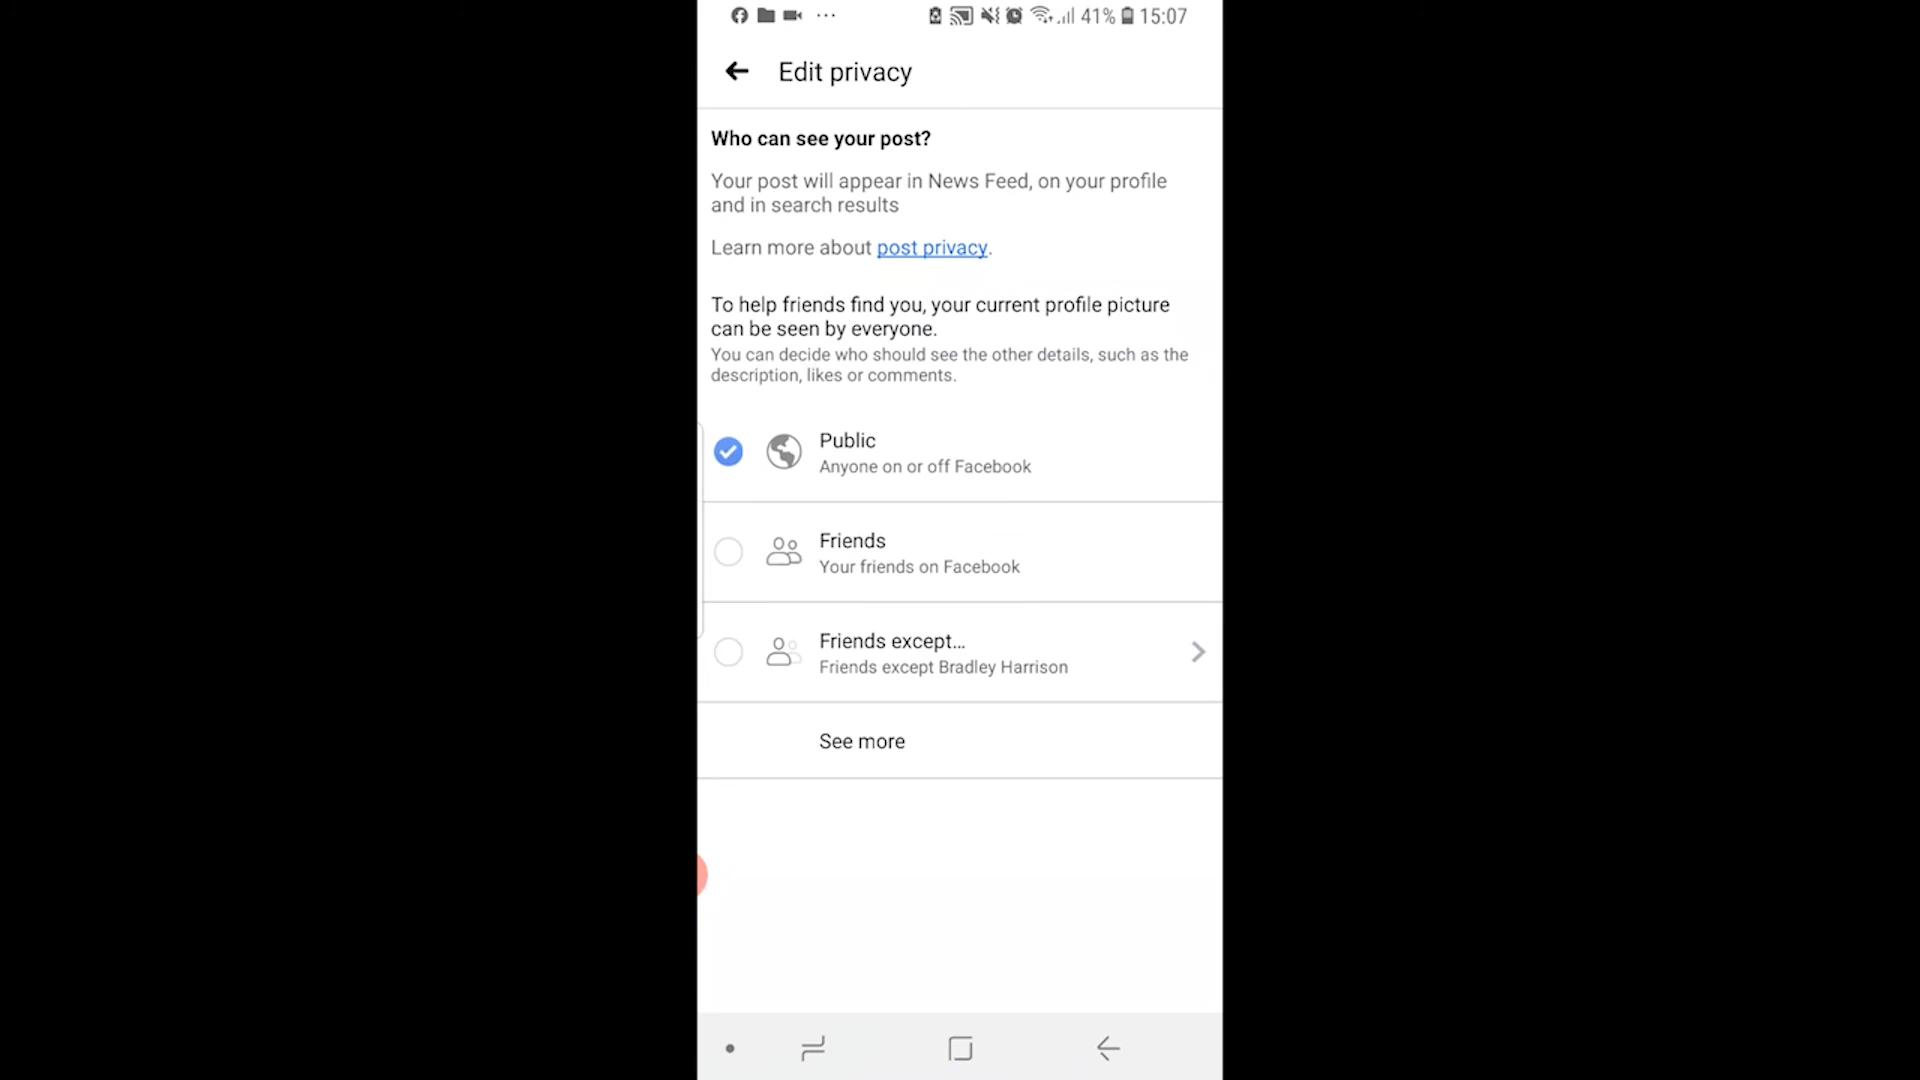 41% 15:07
Edit privacy
Who can see your post?
Your post will appear in News Feed, on your profile
and in search results
Learn more about post privacy.
To help friends find you, your current profile picture
can be seen by everyone.
You can decide who should see the other details, such as the
description, likes or comments.
Public
Anyone on or off Facebook
Friends
Your friends on Facebook
Friends except...
Friends except Bradley Harrison
See more